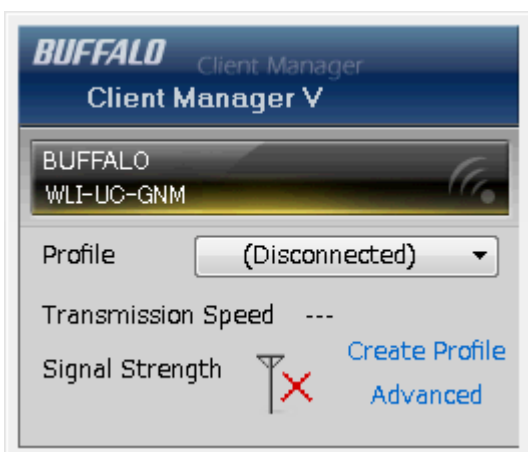 BUFFALO Client Manager
Client Manager V
BUFFALO
WLI-UC-GNM
Profile (Disconnected)
Transmission Speed ---
Signal Strength
Create Profile
Advanced